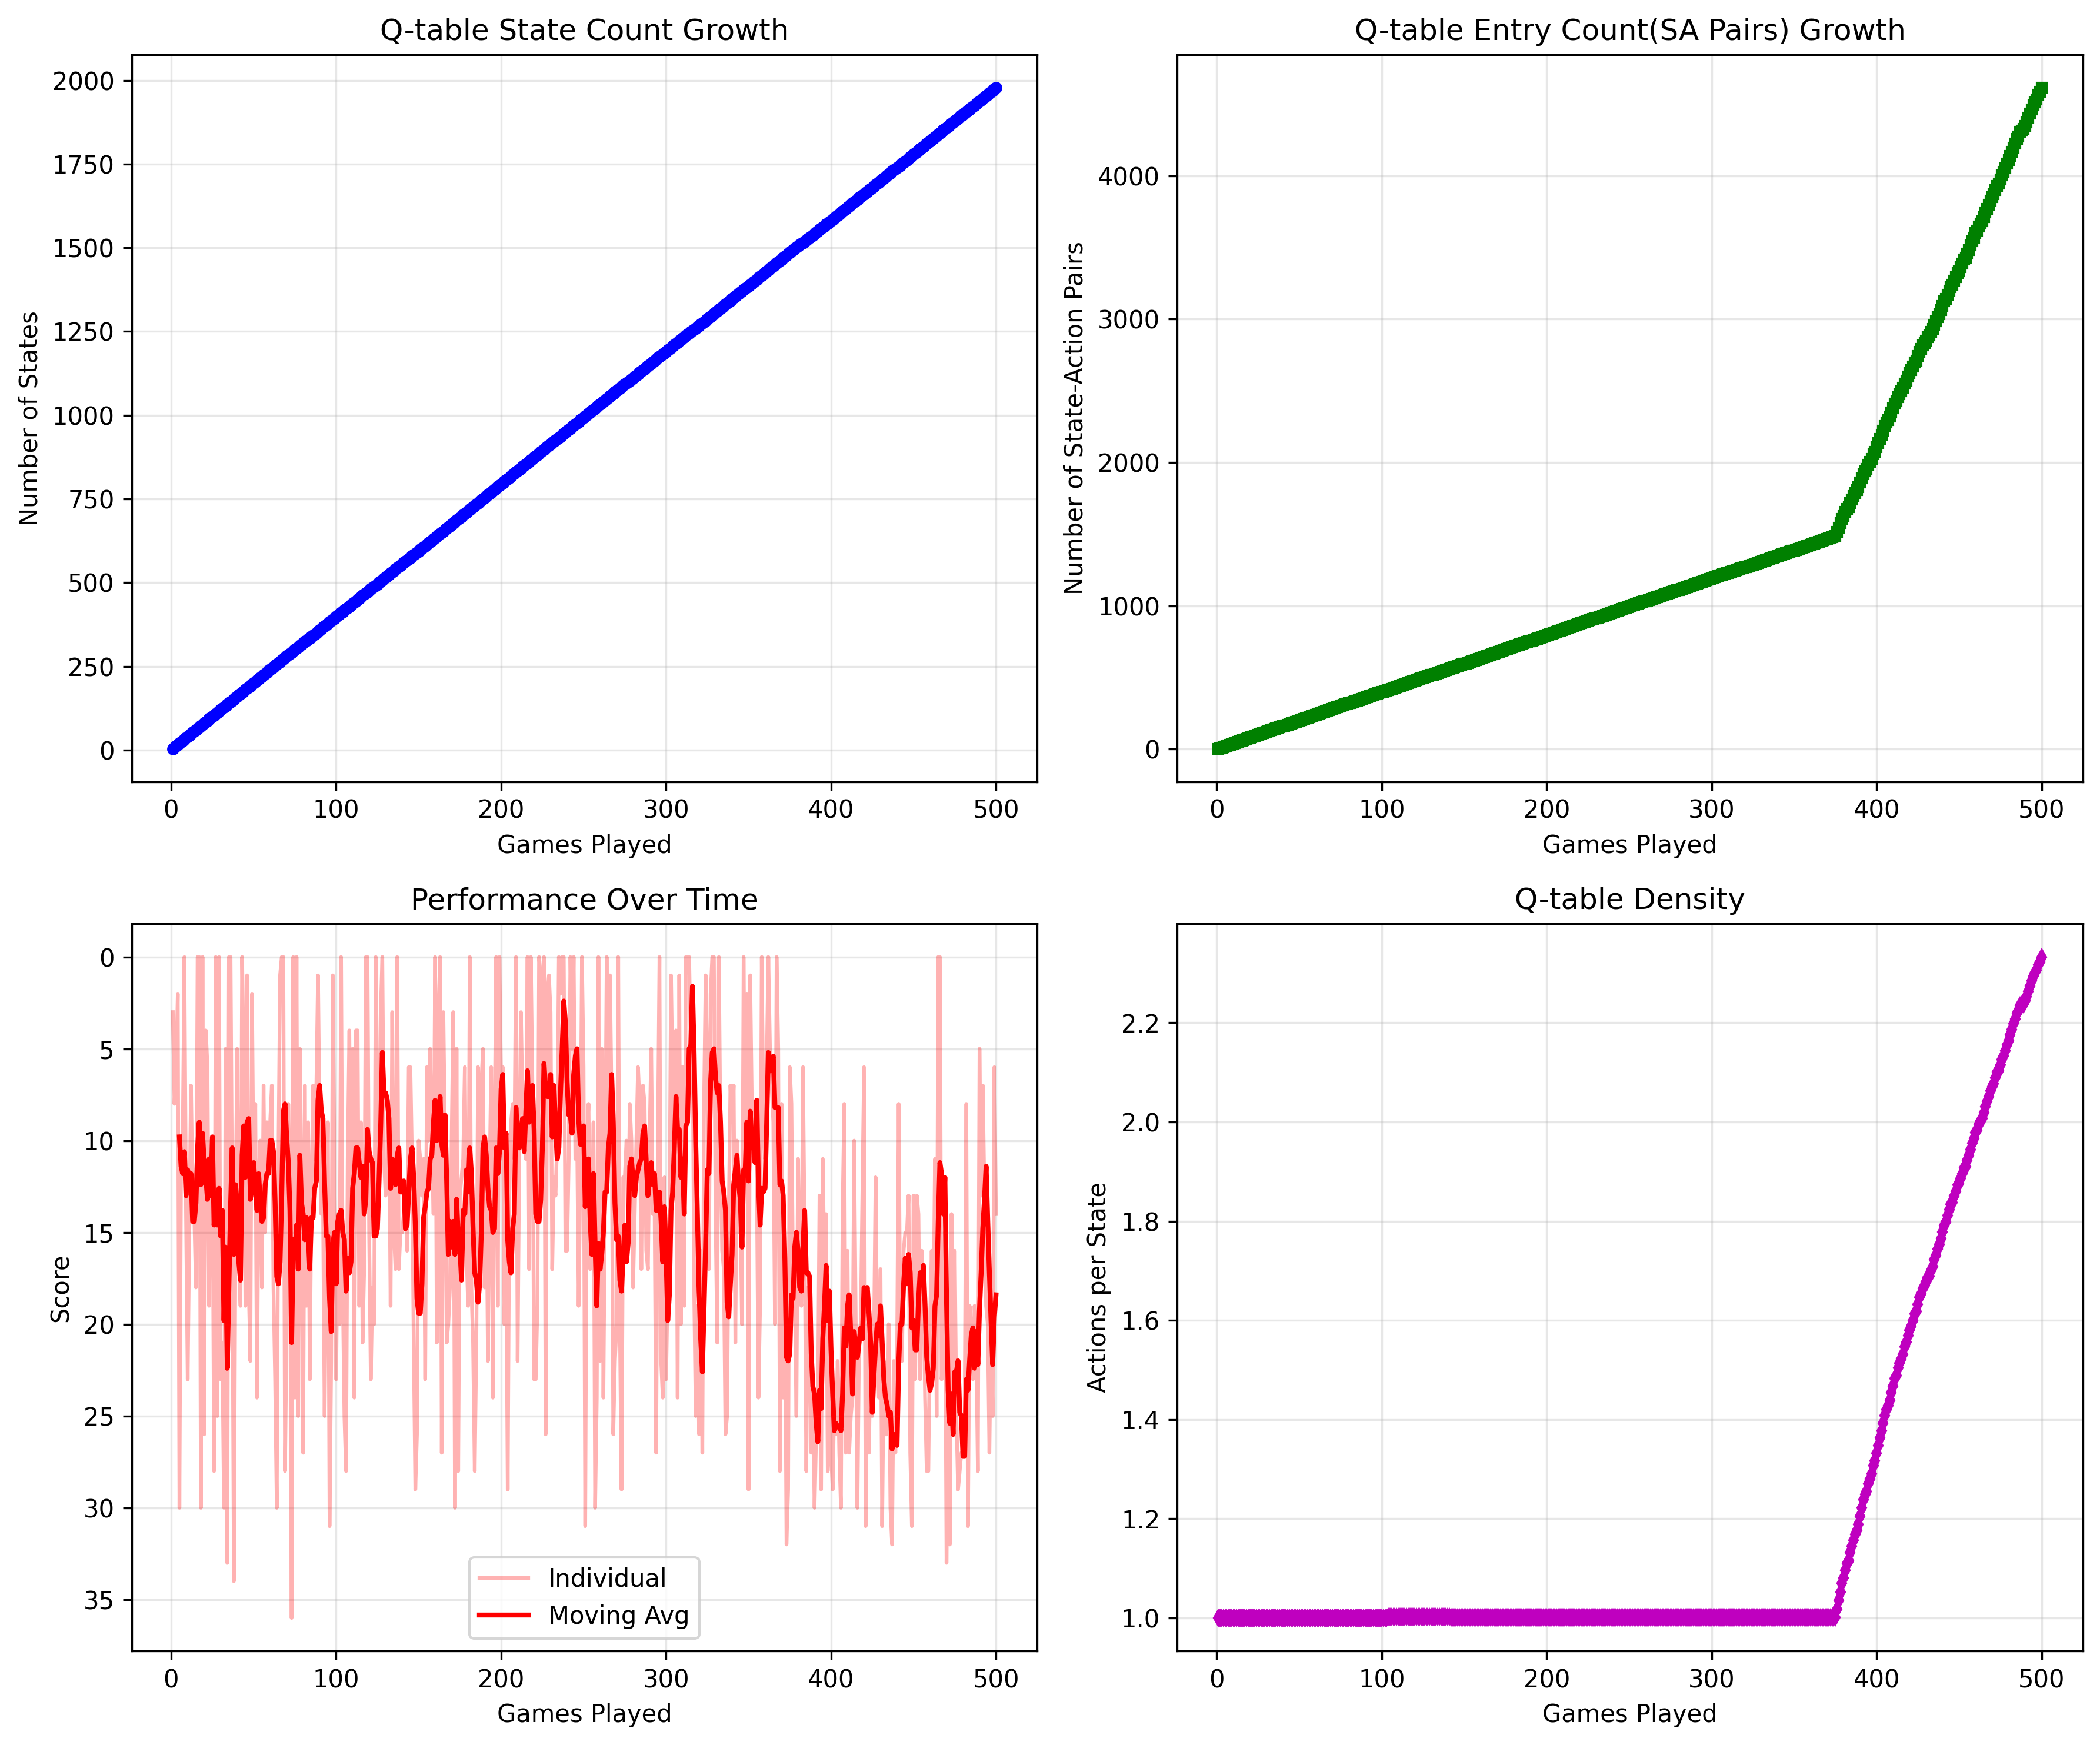 Q-table State Count Growth
Number of States
2000
1750
1500
1250
1000
750
500
250
0
0 100 200 300 400 500
Games Played
Q-table Entry Count(SA Pairs) Growth
Number of State-Action Pairs
4000
3000
2000
1000
0
0 100 200 300 400 500
Games Played
Performance Over Time
Score
0
5
10
15
20
25
30
35
Individual
Moving Avg
0 100 200 300 400 500
Games Played
Q-table Density
Actions per State
2.2
2.0
1.8
1.6
1.4
1.2
1.0
0 100 200 300 400 500
Games Played